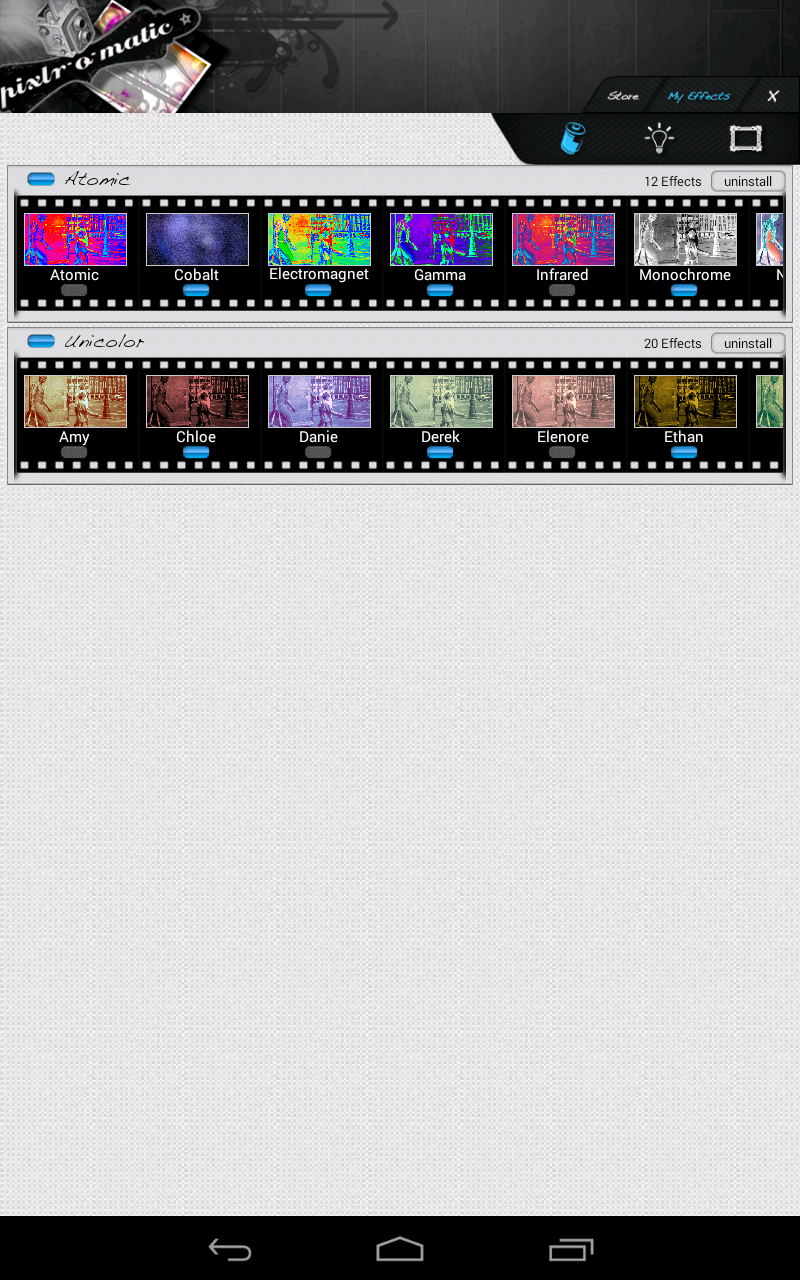 pixlr-o-matic
Store My Effects X
Atomic 12 Effects uninstall
Atomic Cobalt Electromagnet Gamma Infrared Monochrome N
Unicolor 20 Effects uninstall
Amy Chloe Danie Derek Elenore Ethan